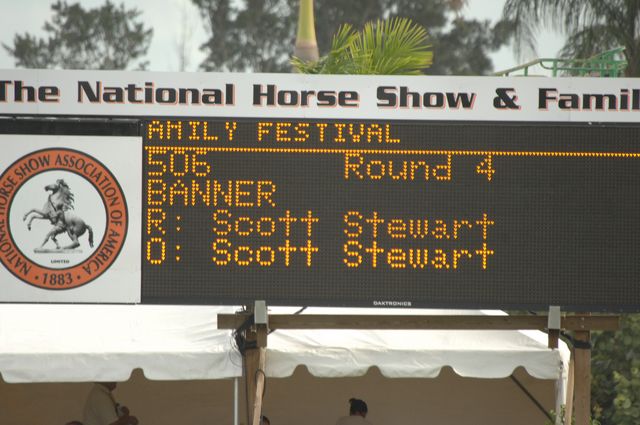 The National Horse Show & Famil
AMILY FESTIVAL
506 Round 4
BANNER
R: Scott Stewart
O: Scott Stewart
NATIONAL HORSE SHOW ASSOCIATION OF AMERICA
LIMITED
· 1883 ·
DAKTRONICS